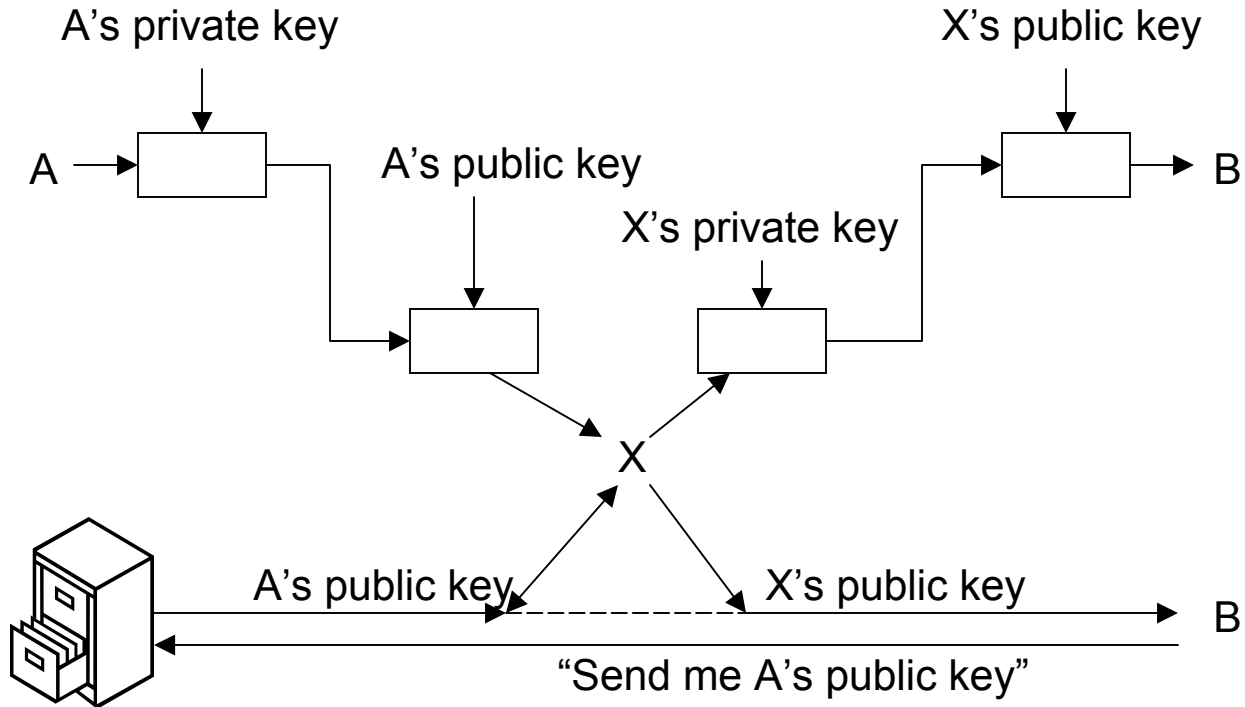 A’s private key
X’s public key
A
A’s public key
B
X’s private key
X
A’s public key
X’s public key
B
“Send me A’s public key”